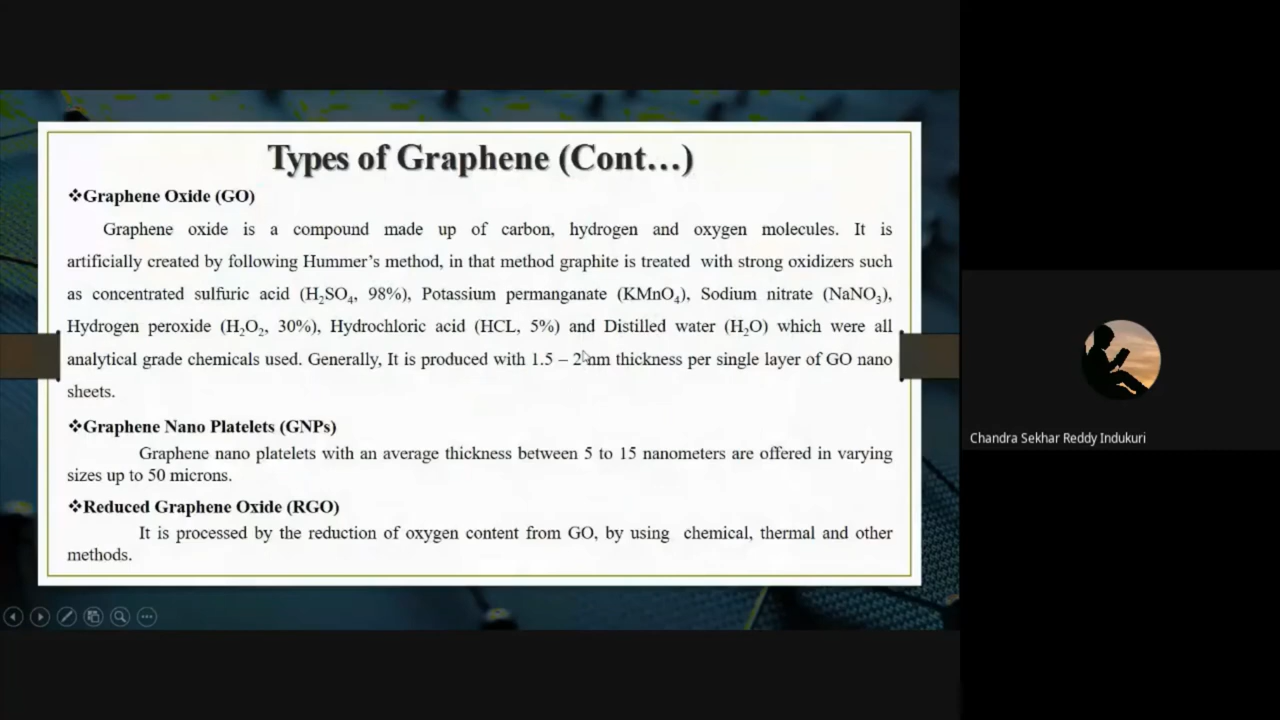 Types of Graphene (Cont…)
❖Graphene Oxide (GO)
Graphene oxide is a compound made up of carbon, hydrogen and oxygen molecules. It is
artificially created by following Hummer’s method, in that method graphite is treated with strong oxidizers such
as concentrated sulfuric acid (H₂SO₄, 98%), Potassium permanganate (KMnO₄), Sodium nitrate (NaNO₃),
Hydrogen peroxide (H₂O₂, 30%), Hydrochloric acid (HCL, 5%) and Distilled water (H₂O) which were all
analytical grade chemicals used. Generally, It is produced with 1.5 – 2 nm thickness per single layer of GO nano
sheets.
❖Graphene Nano Platelets (GNPs)
Graphene nano platelets with an average thickness between 5 to 15 nanometers are offered in varying
sizes up to 50 microns.
❖Reduced Graphene Oxide (RGO)
It is processed by the reduction of oxygen content from GO, by using chemical, thermal and other
methods.
Chandra Sekhar Reddy Indukuri